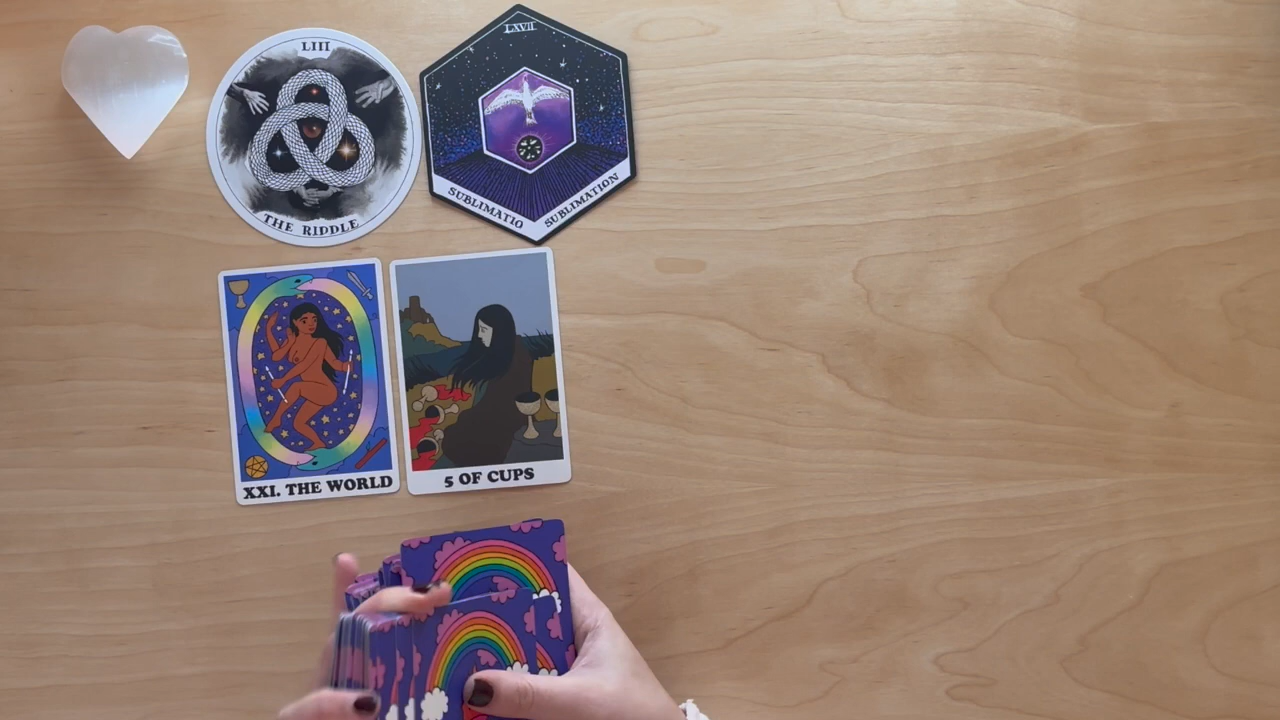 LIII
THE RIDDLE
LXVII
SUBLIMATIO
SUBLIMATION
XXI. THE WORLD
5 OF CUPS